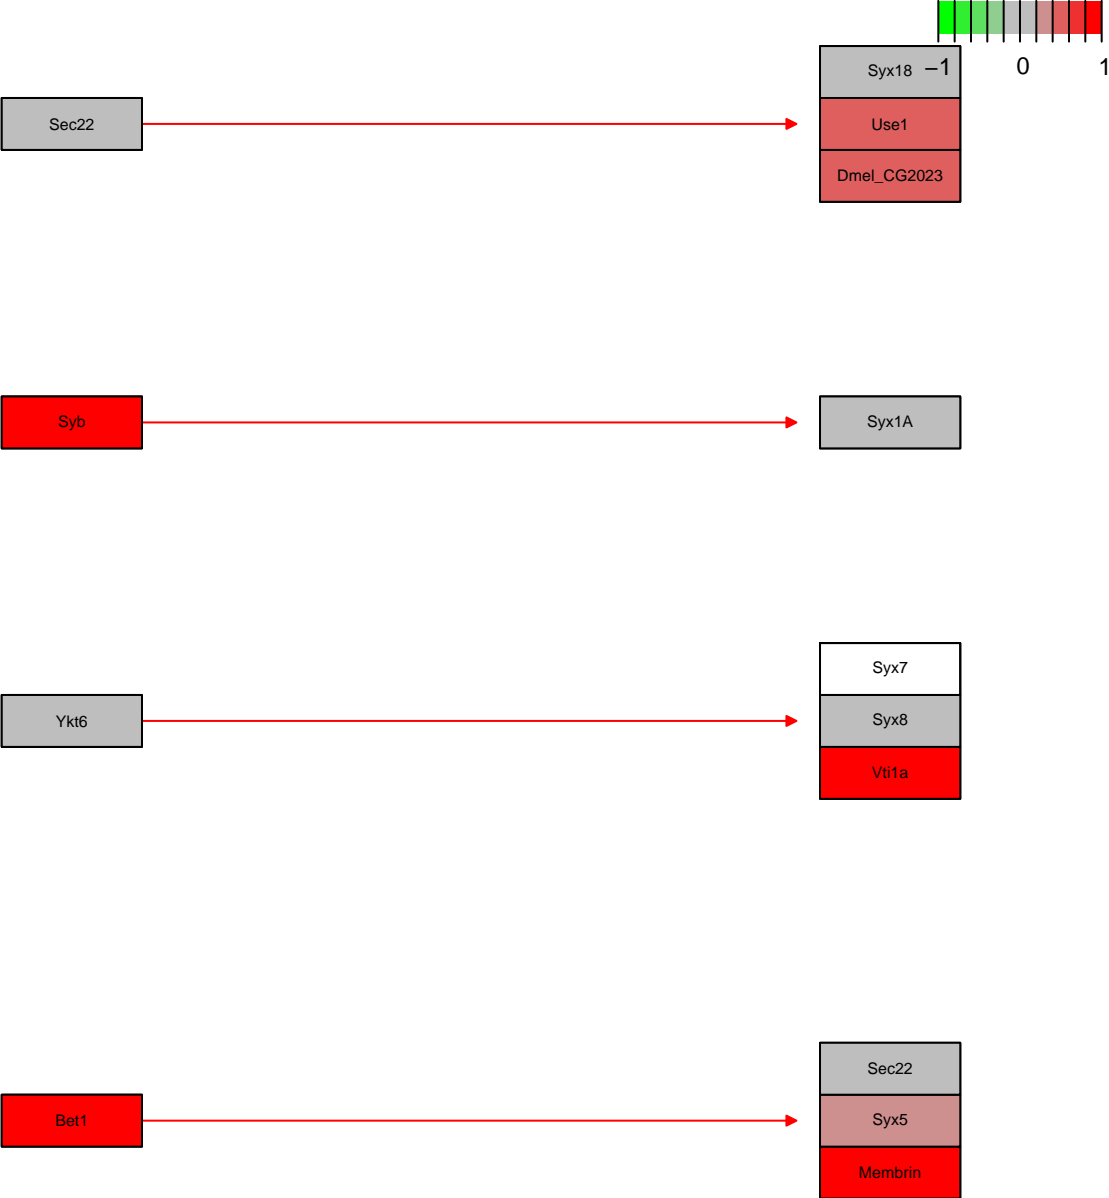 −1 0 1
Syx18
Sec22
Use1
Dmel_CG2023
Syb
Syx1A
Syx7
Ykt6
Syx8
Vti1a
Sec22
Bet1
Syx5
Membrin